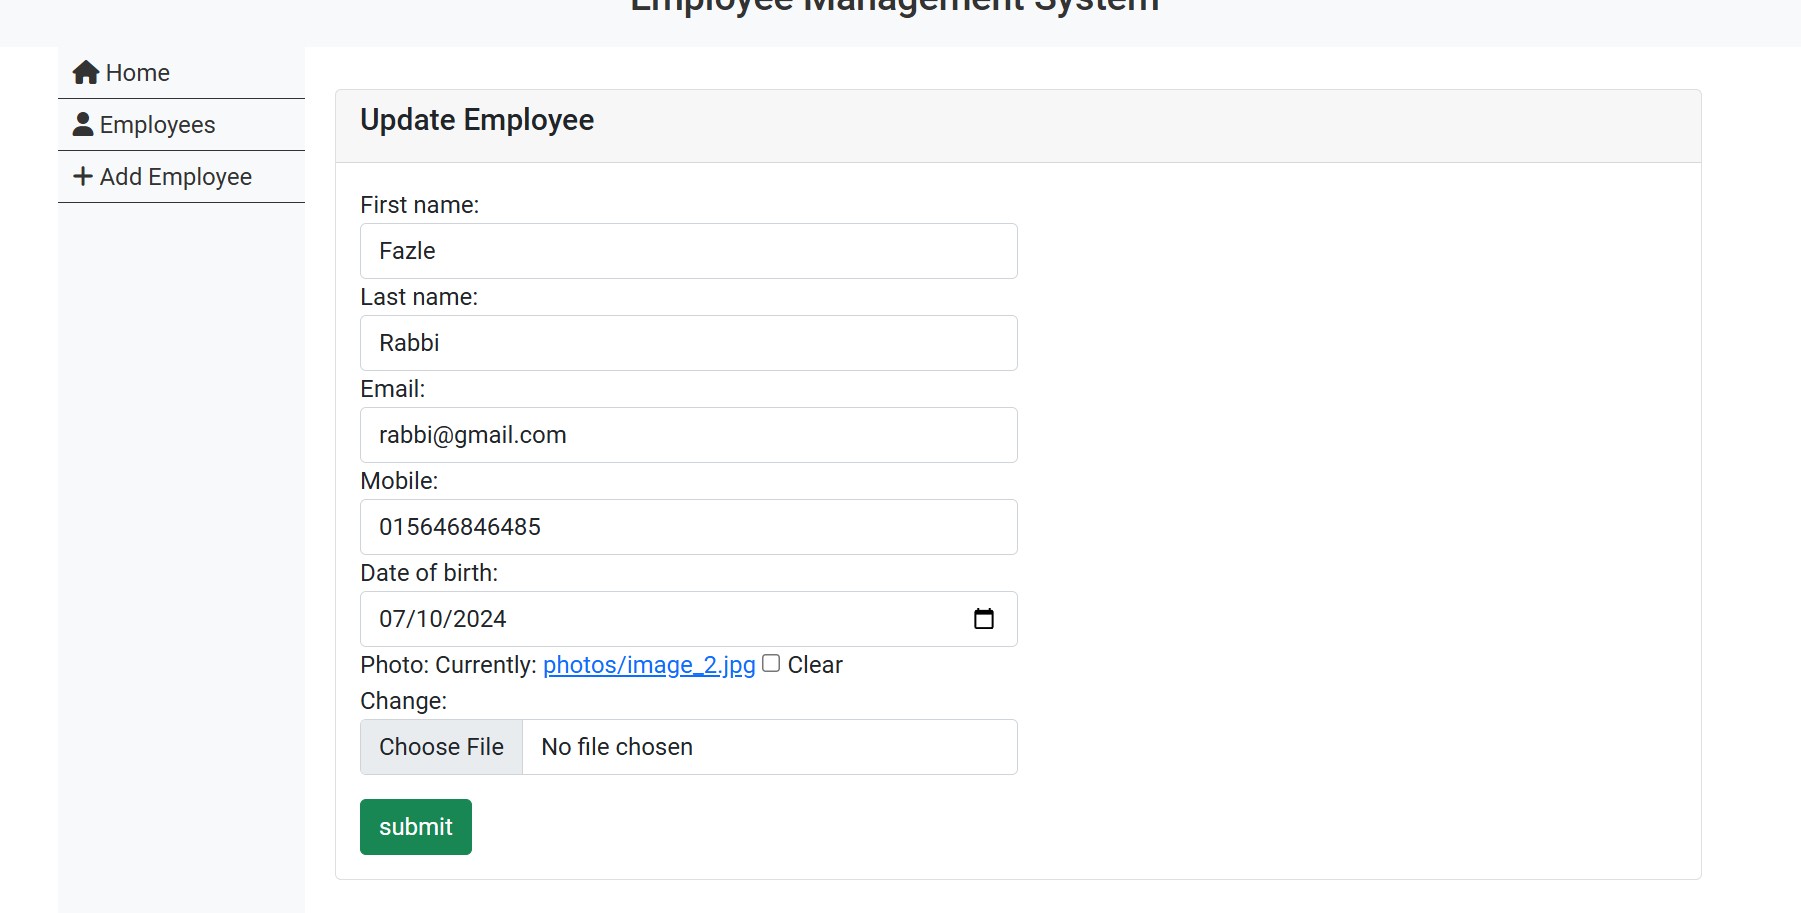 Employee Management System
Home
Employees
Add Employee
Update Employee
First name:
Fazle
Last name:
Rabbi
Email:
rabbi@gmail.com
Mobile:
015646846485
Date of birth:
07/10/2024
Photo: Currently: photos/image_2.jpg Clear
Change:
Choose File No file chosen
submit